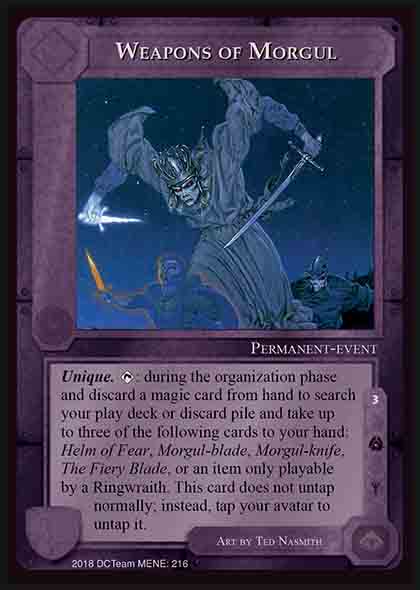 WEAPONS OF MORGUL
PERMANENT-EVENT
Unique. : during the organization phase
and discard a magic card from hand to search
your play deck or discard pile and take up
to three of the following cards to your hand:
Helm of Fear, Morgul-blade, Morgul-knife,
The Fiery Blade, or an item only playable
by a Ringwraith. This card does not untap
normally; instead, tap your avatar to
untap it.
3
ART BY TED NASMITH
2018 DCTeam MENE: 216